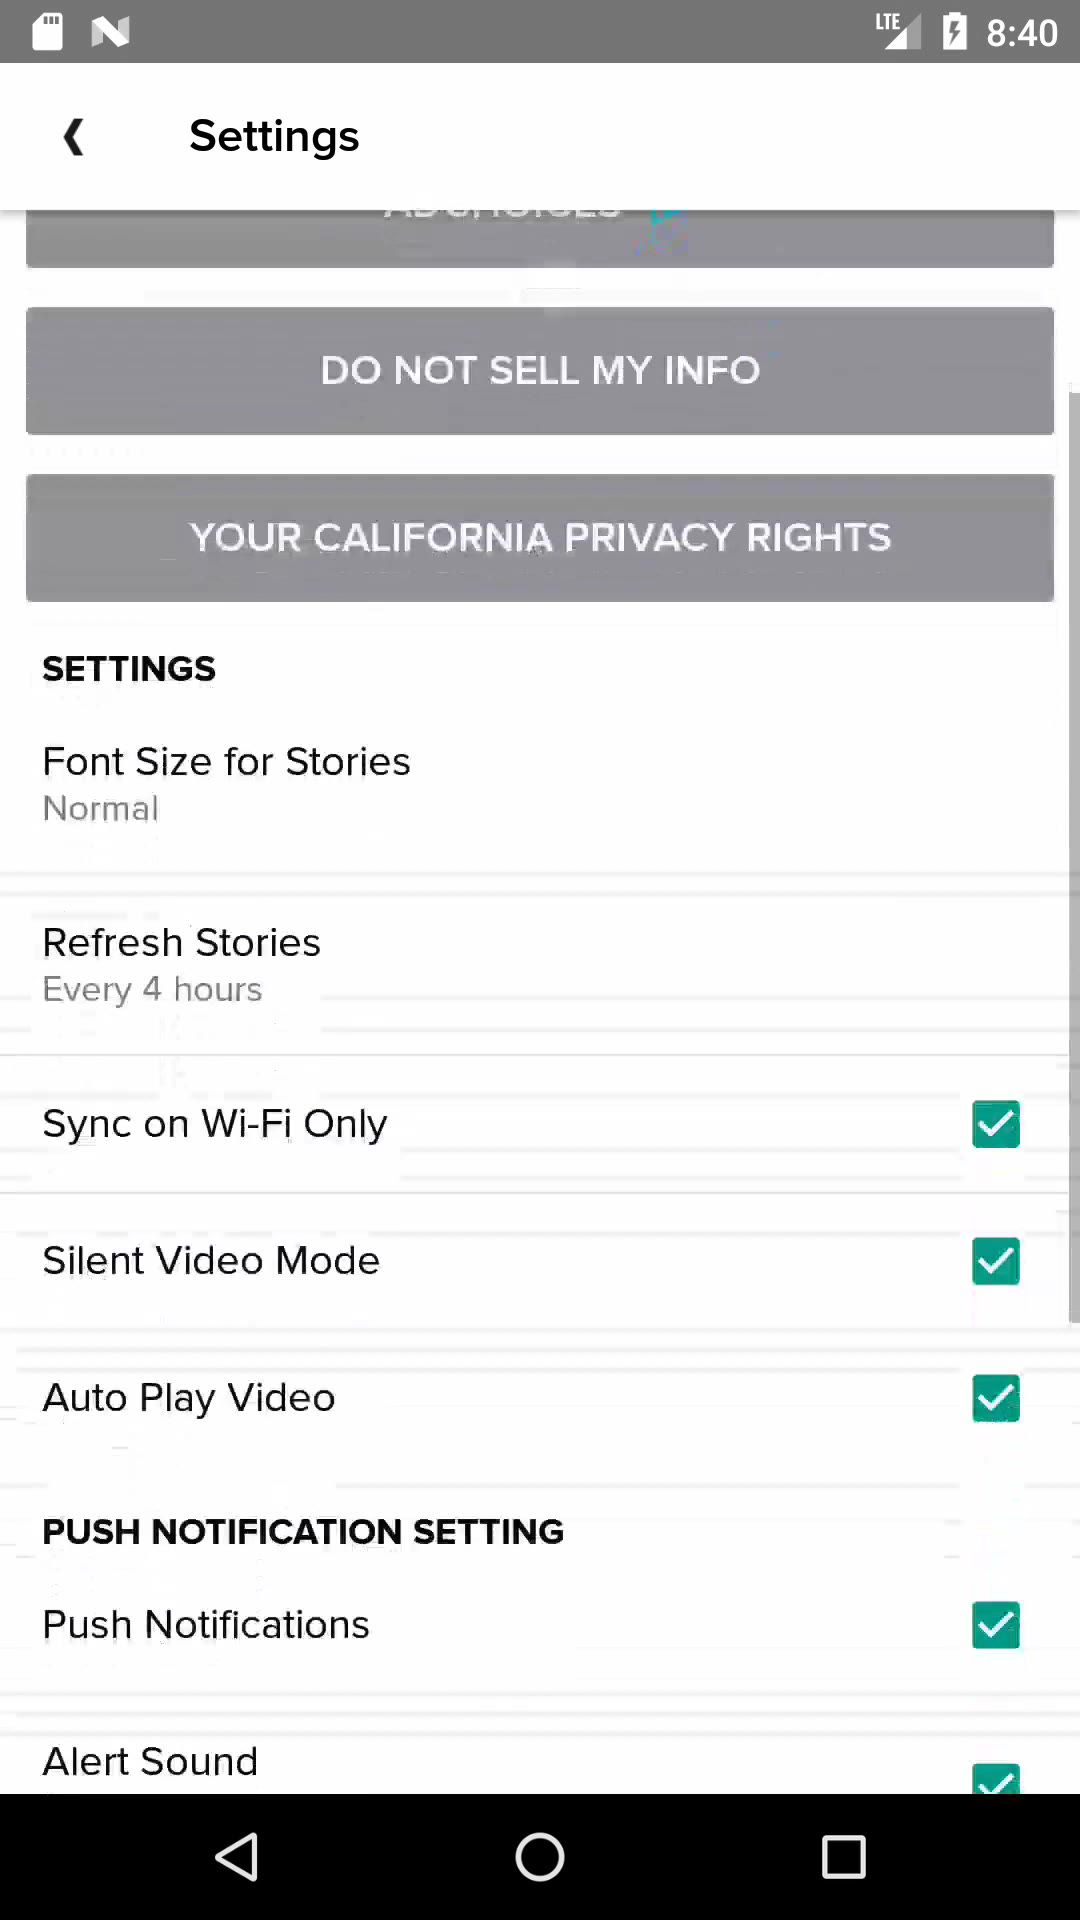 LTE 8:40
Settings
ADCHOICES
DO NOT SELL MY INFO
YOUR CALIFORNIA PRIVACY RIGHTS
SETTINGS
Font Size for Stories
Normal
Refresh Stories
Every 4 hours
Sync on Wi-Fi Only
Silent Video Mode
Auto Play Video
PUSH NOTIFICATION SETTING
Push Notifications
Alert Sound